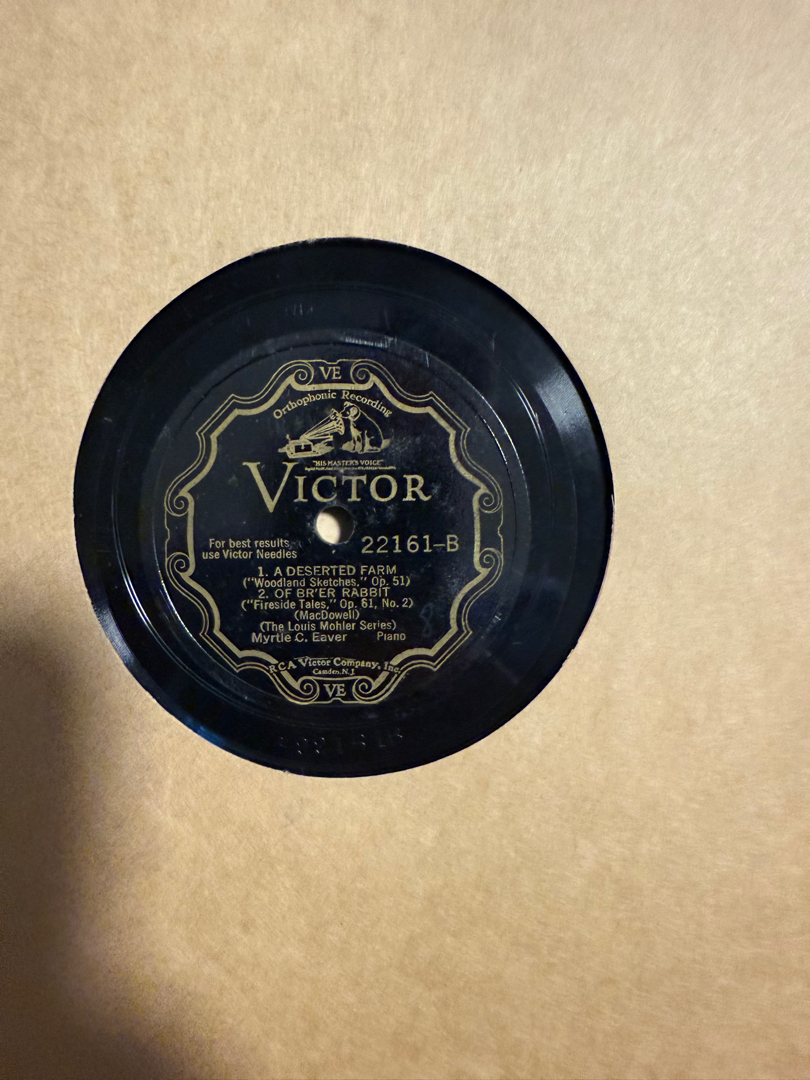 VE
Orthophonic Recording
"HIS MASTER'S VOICE"
VICTOR
For best results
use Victor Needles
22161-B
1. A DESERTED FARM
("Woodland Sketches," Op. 51)
2. OF BR'ER RABBIT
("Fireside Tales," Op. 61, No. 2)
(MacDowell)
(The Louis Mohler Series)
Myrtle C. Eaver Piano
RCA Victor Company, Inc.
Camden, N.J.
VE